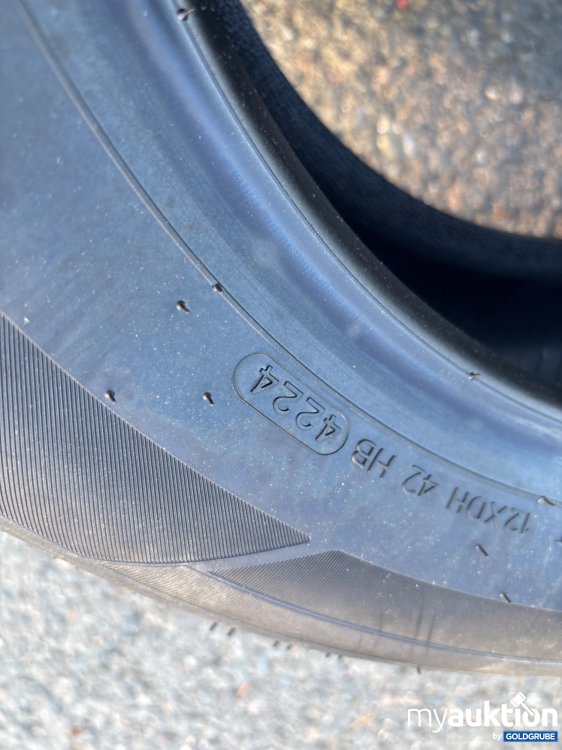 12XDH 42 HB 4224
myauktion
by GOLDGRUBE